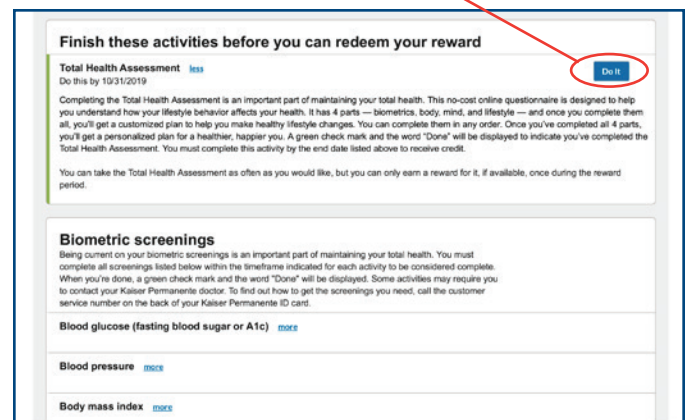 Finish these activities before you can redeem your reward
Total Health Assessment less
Do It
Do this by 10/31/2019
Completing the Total Health Assessment is an important part of maintaining your total health. This no-cost online questionnaire is designed to help
you understand how your lifestyle behavior affects your health. It has 4 parts — biometrics, body, mind, and lifestyle — and once you complete them
all, you'll get a customized plan to help you make healthy lifestyle changes. You can complete them in any order. Once you've completed all 4 parts,
you'll get a personalized plan for a healthier, happier you. A green check mark and the word "Done" will be displayed to indicate you've completed the
Total Health Assessment. You must complete this activity by the end date listed above to receive credit.
You can take the Total Health Assessment as often as you would like, but you can only earn a reward for it, if available, once during the reward
period.
Biometric screenings
Being current on your biometric screenings is an important part of maintaining your total health. You must
complete all screenings listed below within the timeframe indicated for each activity to be considered complete.
When you're done, a green check mark and the word "Done" will be displayed. Some activities may require you
to contact your Kaiser Permanente doctor. To find out how to get the screenings you need, call the customer
service number on the back of your Kaiser Permanente ID card.
Blood glucose (fasting blood sugar or A1c) more
Blood pressure more
Body mass index more